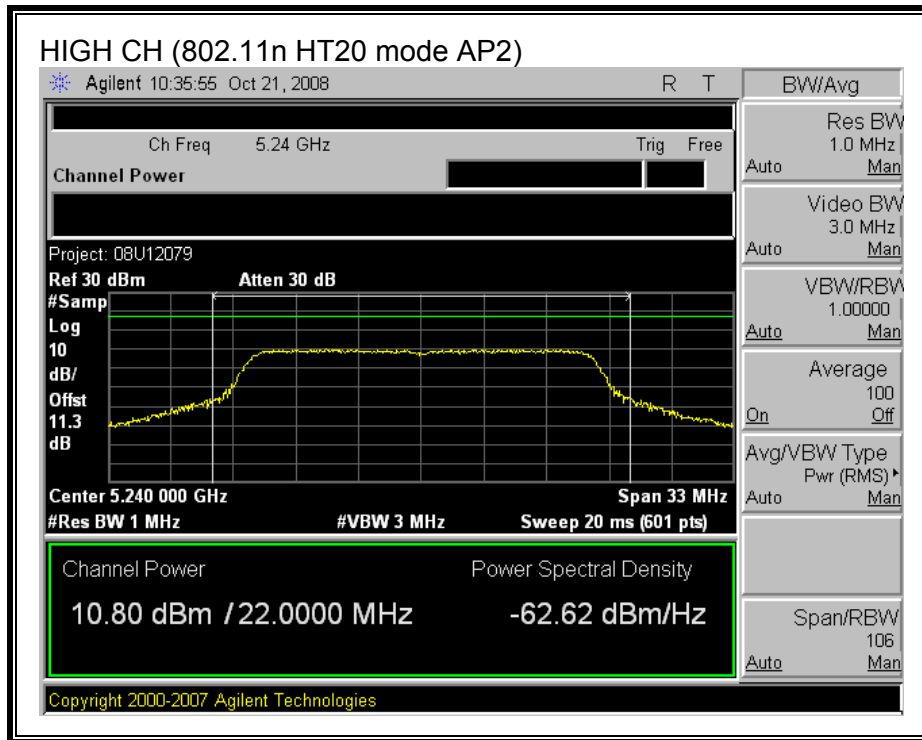 HIGH CH (802.11n HT20 mode AP2)
Agilent 10:35:55 Oct 21, 2008 R T
BW/Avg
Ch Freq 5.24 GHz Trig Free
Channel Power
Project: 08U12079
Ref 30 dBm Atten 30 dB
#Samp
Log
10
dB/
Offst
11.3
dB
Center 5.240 000 GHz Span 33 MHz
#Res BW 1 MHz #VBW 3 MHz Sweep 20 ms (601 pts)
Channel Power Power Spectral Density
10.80 dBm / 22.0000 MHz -62.62 dBm/Hz
Res BW
1.0 MHz
Auto Man
Video BW
3.0 MHz
Auto Man
VBW/RBW
1.00000
Auto Man
Average
100
On Off
Avg/VBW Type
Pwr (RMS)
Auto Man
Span/RBW
106
Auto Man
Copyright 2000-2007 Agilent Technologies